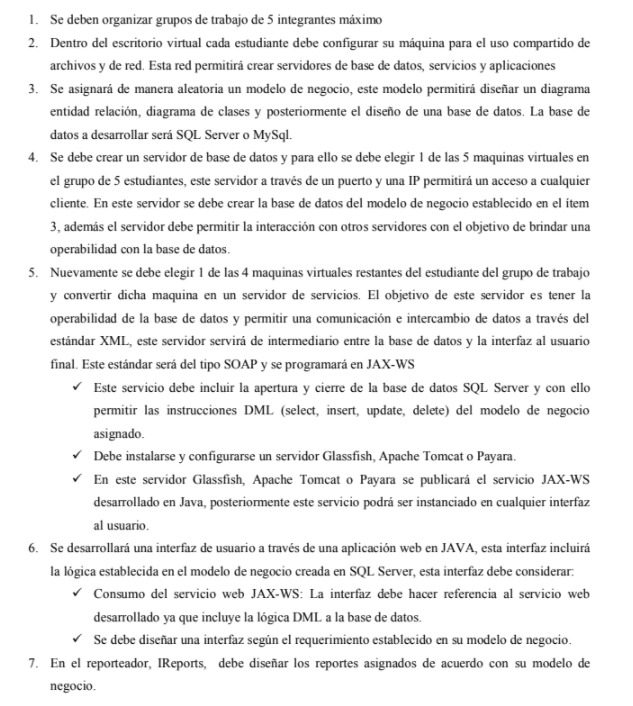 1. Se deben organizar grupos de trabajo de 5 integrantes máximo
2. Dentro del escritorio virtual cada estudiante debe configurar su máquina para el uso compartido de
archivos y de red. Esta red permitirá crear servidores de base de datos, servicios y aplicaciones
3. Se asignará de manera aleatoria un modelo de negocio, este modelo permitirá diseñar un diagrama
entidad relación, diagrama de clases y posteriormente el diseño de una base de datos. La base de
datos a desarrollar será SQL Server o MySql.
4. Se debe crear un servidor de base de datos y para ello se debe elegir 1 de las 5 maquinas virtuales en
el grupo de 5 estudiantes, este servidor a través de un puerto y una IP permitirá un acceso a cualquier
cliente. En este servidor se debe crear la base de datos del modelo de negocio establecido en el ítem
3, además el servidor debe permitir la interacción con otros servidores con el objetivo de brindar una
operabilidad con la base de datos.
5. Nuevamente se debe elegir 1 de las 4 maquinas virtuales restantes del estudiante del grupo de trabajo
y convertir dicha maquina en un servidor de servicios. El objetivo de este servidor es tener la
operabilidad de la base de datos y permitir una comunicación e intercambio de datos a través del
estándar XML, este servidor servirá de intermediario entre la base de datos y la interfaz al usuario
final. Este estándar será del tipo SOAP y se programará en JAX-WS
✓ Este servicio debe incluir la apertura y cierre de la base de datos SQL Server y con ello
permitir las instrucciones DML (select, insert, update, delete) del modelo de negocio
asignado.
✓ Debe instalarse y configurarse un servidor Glassfish, Apache Tomcat o Payara.
✓ En este servidor Glassfish, Apache Tomcat o Payara se publicará el servicio JAX-WS
desarrollado en Java, posteriormente este servicio podrá ser instanciado en cualquier interfaz
al usuario.
6. Se desarrollará una interfaz de usuario a través de una aplicación web en JAVA, esta interfaz incluirá
la lógica establecida en el modelo de negocio creada en SQL Server, esta interfaz debe considerar:
✓ Consumo del servicio web JAX-WS: La interfaz debe hacer referencia al servicio web
desarrollado ya que incluye la lógica DML a la base de datos.
✓ Se debe diseñar una interfaz según el requerimiento establecido en su modelo de negocio.
7. En el reporteador, IReports, debe diseñar los reportes asignados de acuerdo con su modelo de
negocio.